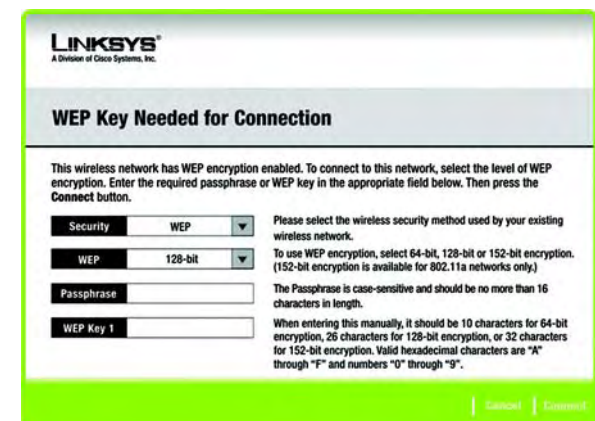 LINKSYS®
A Division of Cisco Systems, Inc.
WEP Key Needed for Connection
This wireless network has WEP encryption enabled. To connect to this network, select the level of WEP
encryption. Enter the required passphrase or WEP key in the appropriate field below. Then press the
Connect button.
Security WEP
Please select the wireless security method used by your existing
wireless network.
WEP 128-bit
To use WEP encryption, select 64-bit, 128-bit or 152-bit encryption.
(152-bit encryption is available for 802.11a networks only.)
Passphrase
The Passphrase is case-sensitive and should be no more than 16
characters in length.
WEP Key 1
When entering this manually, it should be 10 characters for 64-bit
encryption, 26 characters for 128-bit encryption, or 32 characters
for 152-bit encryption. Valid hexadecimal characters are "A"
through "F" and numbers "0" through "9".
Cancel Connect